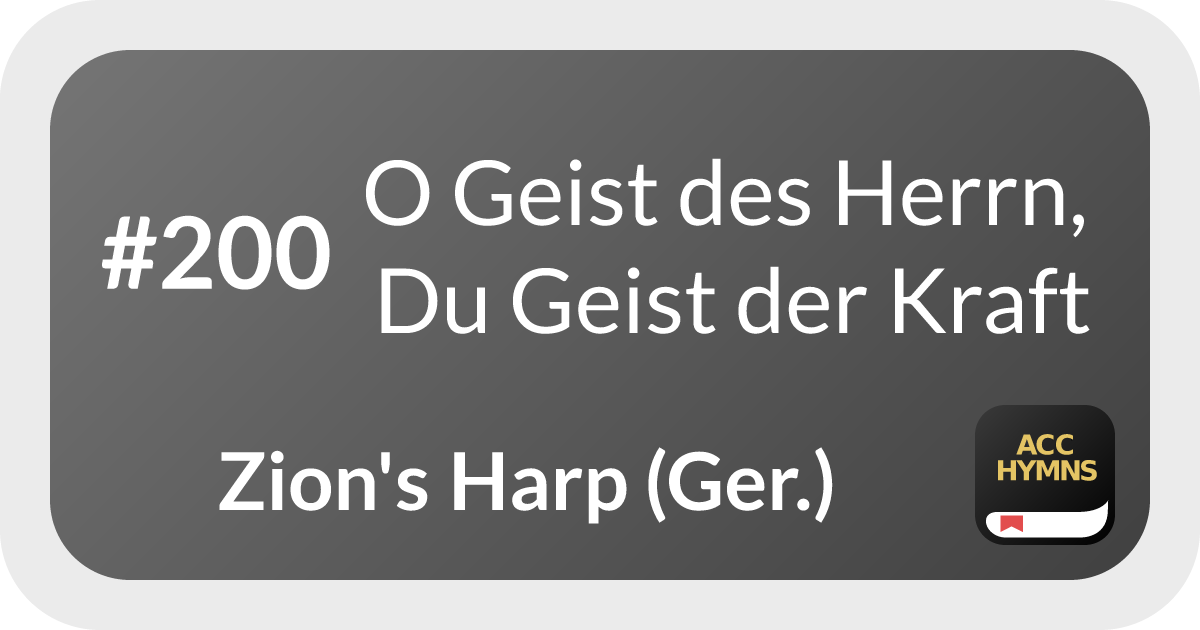 #200
O Geist des Herrn,
Du Geist der Kraft
Zion's Harp (Ger.)
ACC
HYMNS